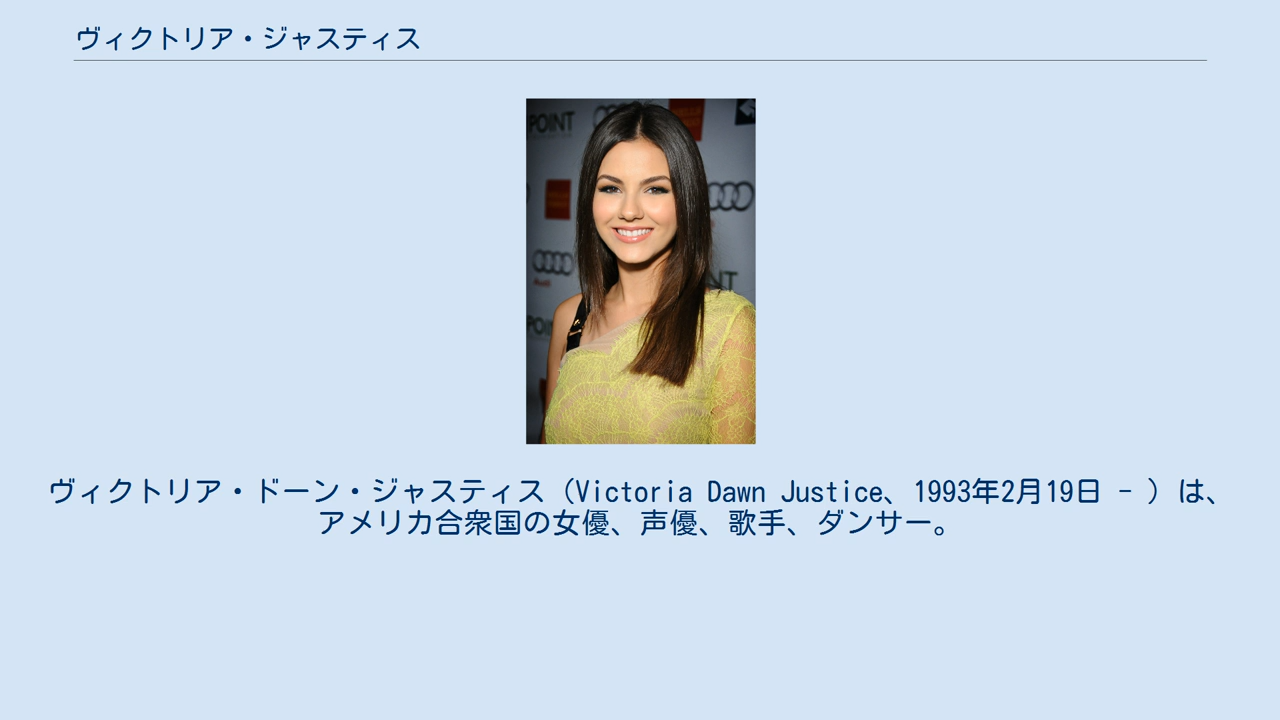 ヴィクトリア・ジャスティス
POINT
Audi
POINT
ヴィクトリア・ドーン・ジャスティス（Victoria Dawn Justice、1993年2月19日 - ）は、
アメリカ合衆国の女優、声優、歌手、ダンサー。